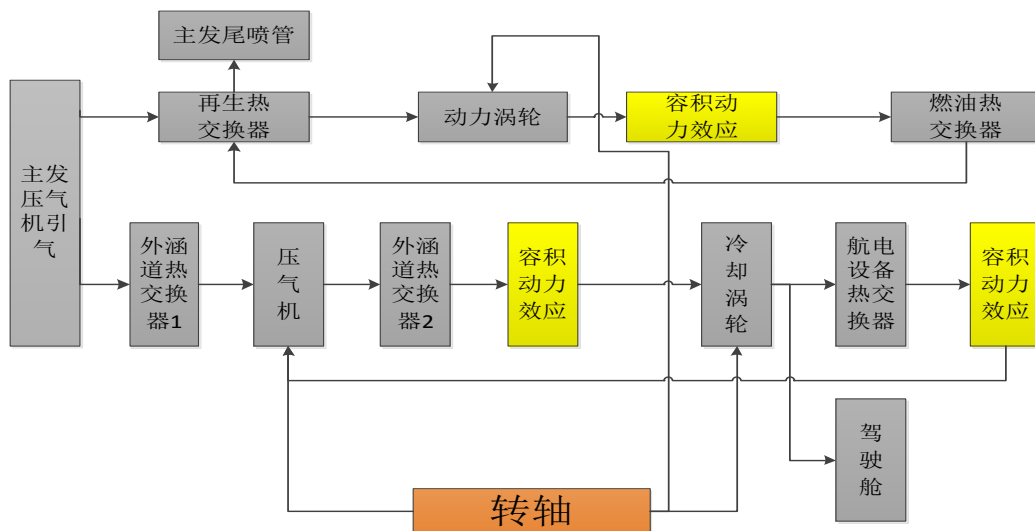 主发尾喷管
再生热
交换器
动力涡轮
容积动
力效应
燃油热
交换器
主发
压气
机引
气
外涵
道热
交换
器1
压
气
机
外涵
道热
交换
器2
容积
动力
效应
冷
却
涡
轮
航电
设备
热交
换器
容积
动力
效应
驾
驶
舱
转轴